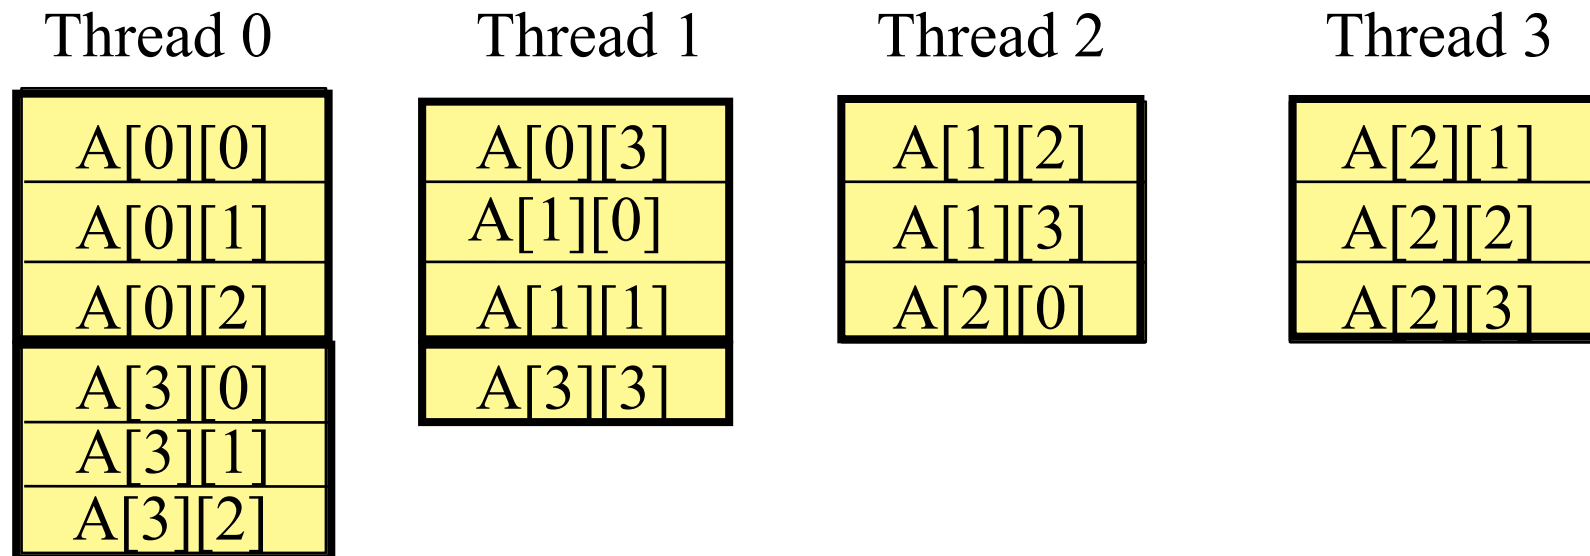 Thread 0
A[0][0]
A[0][1]
A[0][2]
A[3][0]
A[3][1]
A[3][2]
Thread 1
A[0][3]
A[1][0]
A[1][1]
A[3][3]
Thread 2
A[1][2]
A[1][3]
A[2][0]
Thread 3
A[2][1]
A[2][2]
A[2][3]